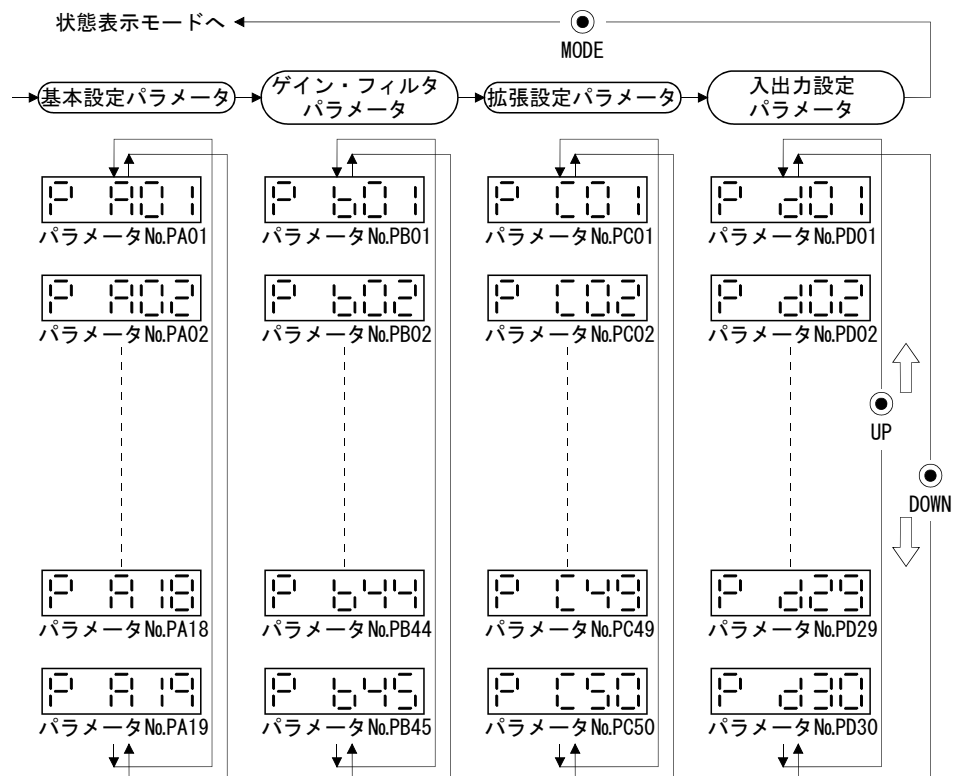 状態表示モードへ
MODE
基本設定パラメータ
ゲイン・フィルタ
パラメータ
拡張設定パラメータ
入出力設定
パラメータ
P A01
パラメータNo.PA01
P b01
パラメータNo.PB01
P C01
パラメータNo.PC01
P d01
パラメータNo.PD01
P A02
パラメータNo.PA02
P b02
パラメータNo.PB02
P C02
パラメータNo.PC02
P d02
パラメータNo.PD02
UP
DOWN
P A18
パラメータNo.PA18
P b44
パラメータNo.PB44
P C49
パラメータNo.PC49
P d29
パラメータNo.PD29
P A19
パラメータNo.PA19
P b45
パラメータNo.PB45
P C50
パラメータNo.PC50
P d30
パラメータNo.PD30